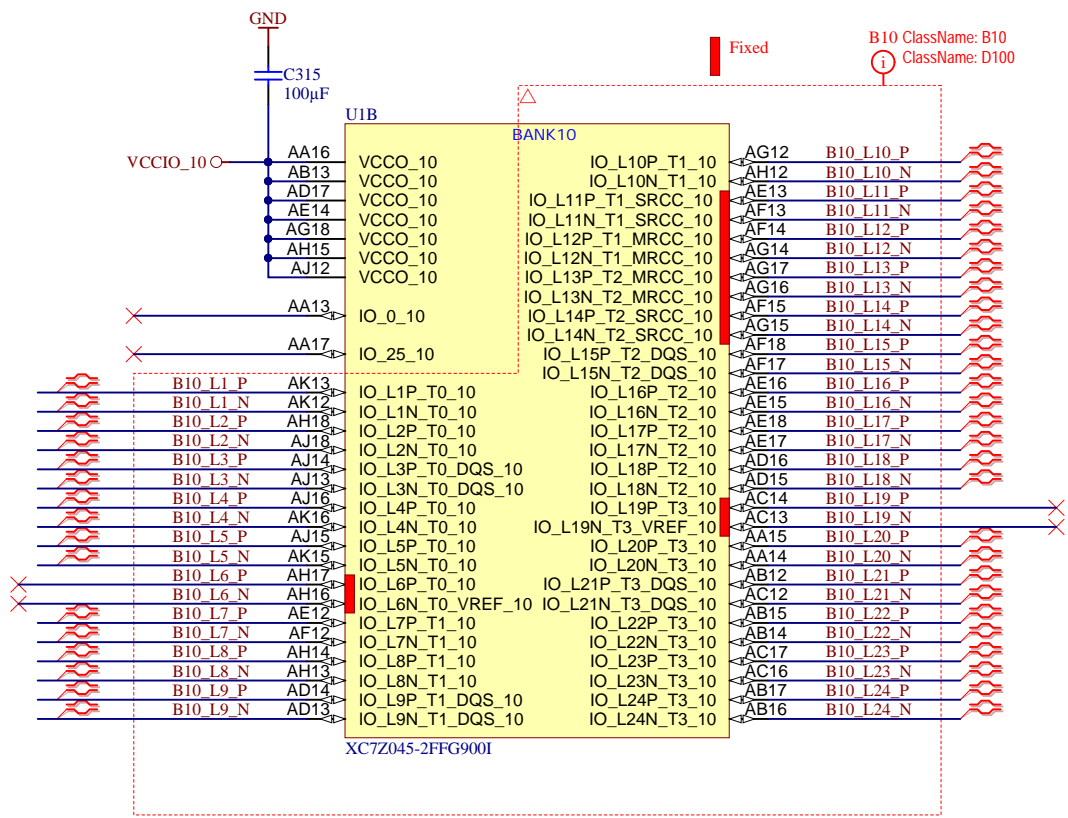 GND
C315
100µF
Fixed
B10 ClassName: B10
i ClassName: D100
U1B
BANK10
VCCIO_10
AA16 VCCO_10
AB13 VCCO_10
AD17 VCCO_10
AE14 VCCO_10
AG18 VCCO_10
AH15 VCCO_10
AJ12 VCCO_10
AA13 IO_0_10
AA17 IO_25_10
B10_L1_P AK13 IO_L1P_T0_10
B10_L1_N AK12 IO_L1N_T0_10
B10_L2_P AH18 IO_L2P_T0_10
B10_L2_N AJ18 IO_L2N_T0_10
B10_L3_P AJ14 IO_L3P_T0_DQS_10
B10_L3_N AJ13 IO_L3N_T0_DQS_10
B10_L4_P AJ16 IO_L4P_T0_10
B10_L4_N AK16 IO_L4N_T0_10
B10_L5_P AJ15 IO_L5P_T0_10
B10_L5_N AK15 IO_L5N_T0_10
B10_L6_P AH17 IO_L6P_T0_10
B10_L6_N AH16 IO_L6N_T0_VREF_10
B10_L7_P AE12 IO_L7P_T1_10
B10_L7_N AF12 IO_L7N_T1_10
B10_L8_P AH14 IO_L8P_T1_10
B10_L8_N AH13 IO_L8N_T1_10
B10_L9_P AD14 IO_L9P_T1_DQS_10
B10_L9_N AD13 IO_L9N_T1_DQS_10
IO_L10P_T1_10 AG12 B10_L10_P
IO_L10N_T1_10 AH12 B10_L10_N
IO_L11P_T1_SRCC_10 AE13 B10_L11_P
IO_L11N_T1_SRCC_10 AF13 B10_L11_N
IO_L12P_T1_MRCC_10 AF14 B10_L12_P
IO_L12N_T1_MRCC_10 AG14 B10_L12_N
IO_L13P_T2_MRCC_10 AG17 B10_L13_P
IO_L13N_T2_MRCC_10 AG16 B10_L13_N
IO_L14P_T2_SRCC_10 AF15 B10_L14_P
IO_L14N_T2_SRCC_10 AG15 B10_L14_N
IO_L15P_T2_DQS_10 AF18 B10_L15_P
IO_L15N_T2_DQS_10 AF17 B10_L15_N
IO_L16P_T2_10 AE16 B10_L16_P
IO_L16N_T2_10 AE15 B10_L16_N
IO_L17P_T2_10 AE18 B10_L17_P
IO_L17N_T2_10 AE17 B10_L17_N
IO_L18P_T2_10 AD16 B10_L18_P
IO_L18N_T2_10 AD15 B10_L18_N
IO_L19P_T3_10 AC14 B10_L19_P
IO_L19N_T3_VREF_10 AC13 B10_L19_N
IO_L20P_T3_10 AA15 B10_L20_P
IO_L20N_T3_10 AA14 B10_L20_N
IO_L21P_T3_DQS_10 AB12 B10_L21_P
IO_L21N_T3_DQS_10 AC12 B10_L21_N
IO_L22P_T3_10 AB15 B10_L22_P
IO_L22N_T3_10 AB14 B10_L22_N
IO_L23P_T3_10 AC17 B10_L23_P
IO_L23N_T3_10 AC16 B10_L23_N
IO_L24P_T3_10 AB17 B10_L24_P
IO_L24N_T3_10 AB16 B10_L24_N
XC7Z045-2FFG900I